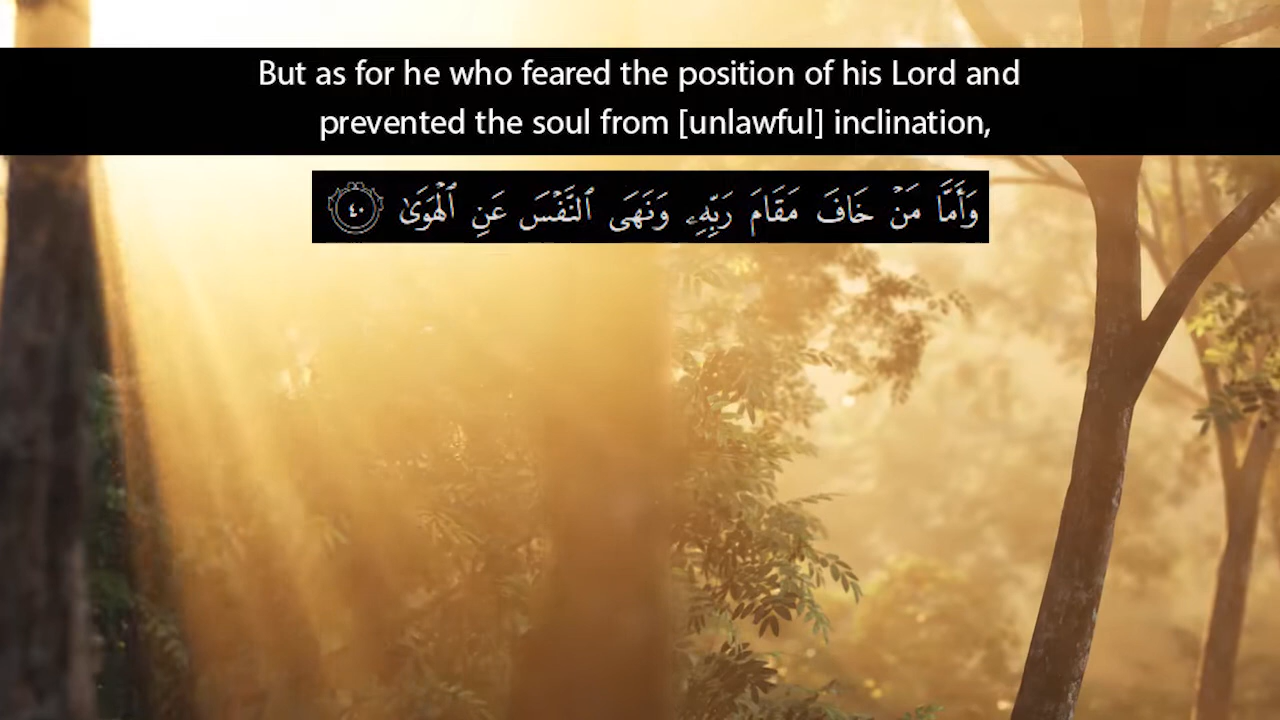 But as for he who feared the position of his Lord and
prevented the soul from [unlawful] inclination,
وَأَمَّا مَنْ خَافَ مَقَامَ رَبِّهِۦ وَنَهَى ٱلنَّفْسَ عَنِ ٱلْهَوَىٰ ٤٠